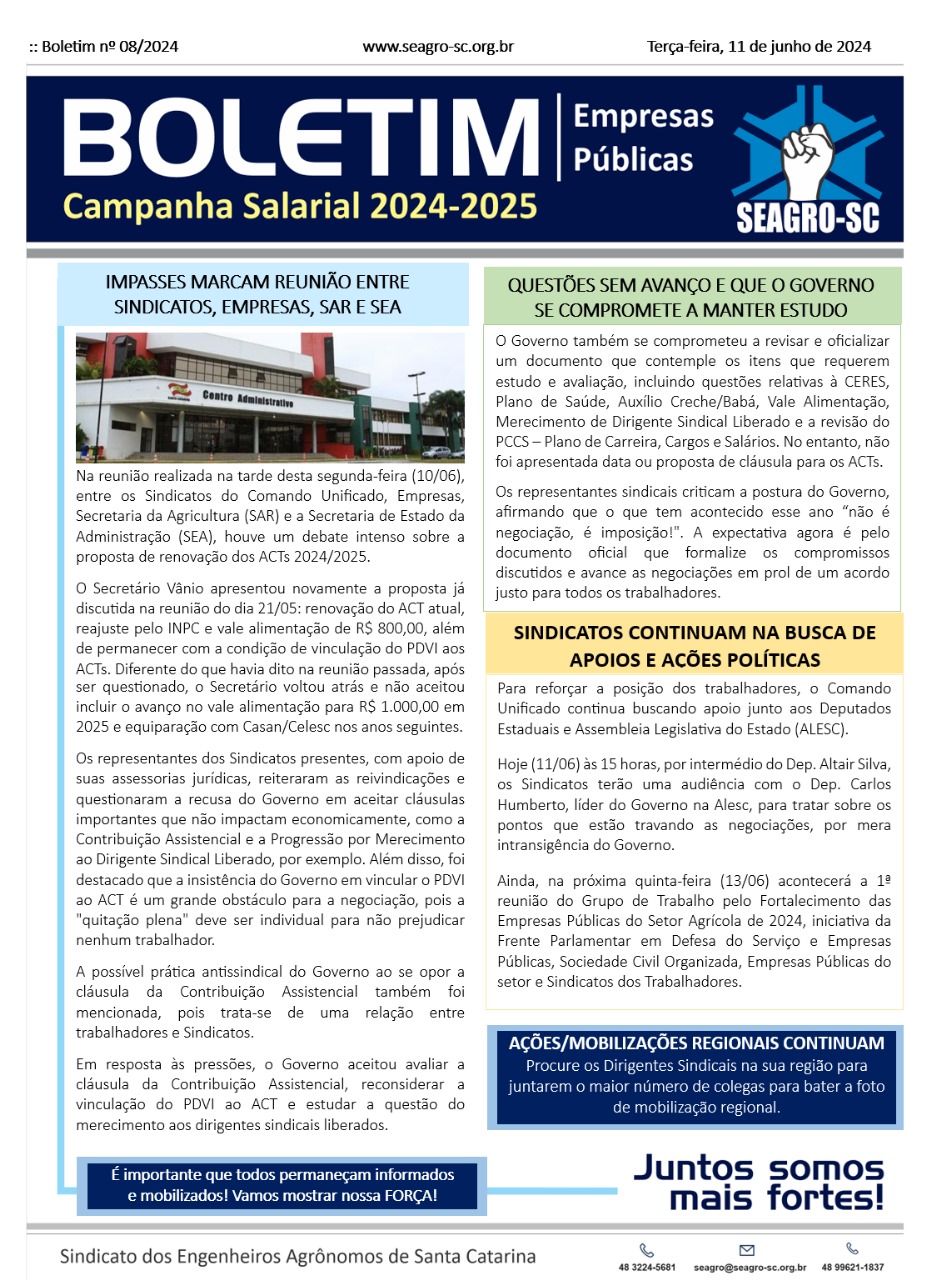 :: Boletim nº 08/2024
www.seagro-sc.org.br
Terça-feira, 11 de junho de 2024
BOLETIM
Empresas
Públicas
Campanha Salarial 2024-2025
SEAGRO-SC
IMPASSES MARCAM REUNIÃO ENTRE
SINDICATOS, EMPRESAS, SAR E SEA
Centro Administrativo
Na reunião realizada na tarde desta segunda-feira (10/06),
entre os Sindicatos do Comando Unificado, Empresas,
Secretaria da Agricultura (SAR) e a Secretaria de Estado da
Administração (SEA), houve um debate intenso sobre a
proposta de renovação dos ACTs 2024/2025.
O Secretário Vânio apresentou novamente a proposta já
discutida na reunião do dia 21/05: renovação do ACT atual,
reajuste pelo INPC e vale alimentação de R$ 800,00, além
de permanecer com a condição de vinculação do PDVI aos
ACTs. Diferente do que havia dito na reunião passada, após
ser questionado, o Secretário voltou atrás e não aceitou
incluir o avanço no vale alimentação para R$ 1.000,00 em
2025 e equiparação com Casan/Celesc nos anos seguintes.
Os representantes dos Sindicatos presentes, com apoio de
suas assessorias jurídicas, reiteraram as reivindicações e
questionaram a recusa do Governo em aceitar cláusulas
importantes que não impactam economicamente, como a
Contribuição Assistencial e a Progressão por Merecimento
ao Dirigente Sindical Liberado, por exemplo. Além disso, foi
destacado que a insistência do Governo em vincular o PDVI
ao ACT é um grande obstáculo para a negociação, pois a
"quitação plena" deve ser individual para não prejudicar
nenhum trabalhador.
A possível prática antissindical do Governo ao se opor a
cláusula da Contribuição Assistencial também foi
mencionada, pois trata-se de uma relação entre
trabalhadores e Sindicatos.
Em resposta às pressões, o Governo aceitou avaliar a
cláusula da Contribuição Assistencial, reconsiderar a
vinculação do PDVI ao ACT e estudar a questão do
merecimento aos dirigentes sindicais liberados.
É importante que todos permaneçam informados
e mobilizados! Vamos mostrar nossa FORÇA!
QUESTÕES SEM AVANÇO E QUE O GOVERNO
SE COMPROMETE A MANTER ESTUDO
O Governo também se comprometeu a revisar e oficializar
um documento que contemple os itens que requerem
estudo e avaliação, incluindo questões relativas à CERES,
Plano de Saúde, Auxílio Creche/Babá, Vale Alimentação,
Merecimento de Dirigente Sindical Liberado e a revisão do
PCCS – Plano de Carreira, Cargos e Salários. No entanto, não
foi apresentada data ou proposta de cláusula para os ACTs.
Os representantes sindicais criticam a postura do Governo,
afirmando que o que tem acontecido esse ano “não é
negociação, é imposição!". A expectativa agora é pelo
documento oficial que formalize os compromissos
discutidos e avance as negociações em prol de um acordo
justo para todos os trabalhadores.
SINDICATOS CONTINUAM NA BUSCA DE
APOIOS E AÇÕES POLÍTICAS
Para reforçar a posição dos trabalhadores, o Comando
Unificado continua buscando apoio junto aos Deputados
Estaduais e Assembleia Legislativa do Estado (ALESC).
Hoje (11/06) às 15 horas, por intermédio do Dep. Altair Silva,
os Sindicatos terão uma audiência com o Dep. Carlos
Humberto, líder do Governo na Alesc, para tratar sobre os
pontos que estão travando as negociações, por mera
intransigência do Governo.
Ainda, na próxima quinta-feira (13/06) acontecerá a 1ª
reunião do Grupo de Trabalho pelo Fortalecimento das
Empresas Públicas do Setor Agrícola de 2024, iniciativa da
Frente Parlamentar em Defesa do Serviço e Empresas
Públicas, Sociedade Civil Organizada, Empresas Públicas do
setor e Sindicatos dos Trabalhadores.
AÇÕES/MOBILIZAÇÕES REGIONAIS CONTINUAM
Procure os Dirigentes Sindicais na sua região para
juntarem o maior número de colegas para bater a foto
de mobilização regional.
Juntos somos
mais fortes!
Sindicato dos Engenheiros Agrônomos de Santa Catarina
48 3224-5681
seagro@seagro-sc.org.br
48 99621-1837